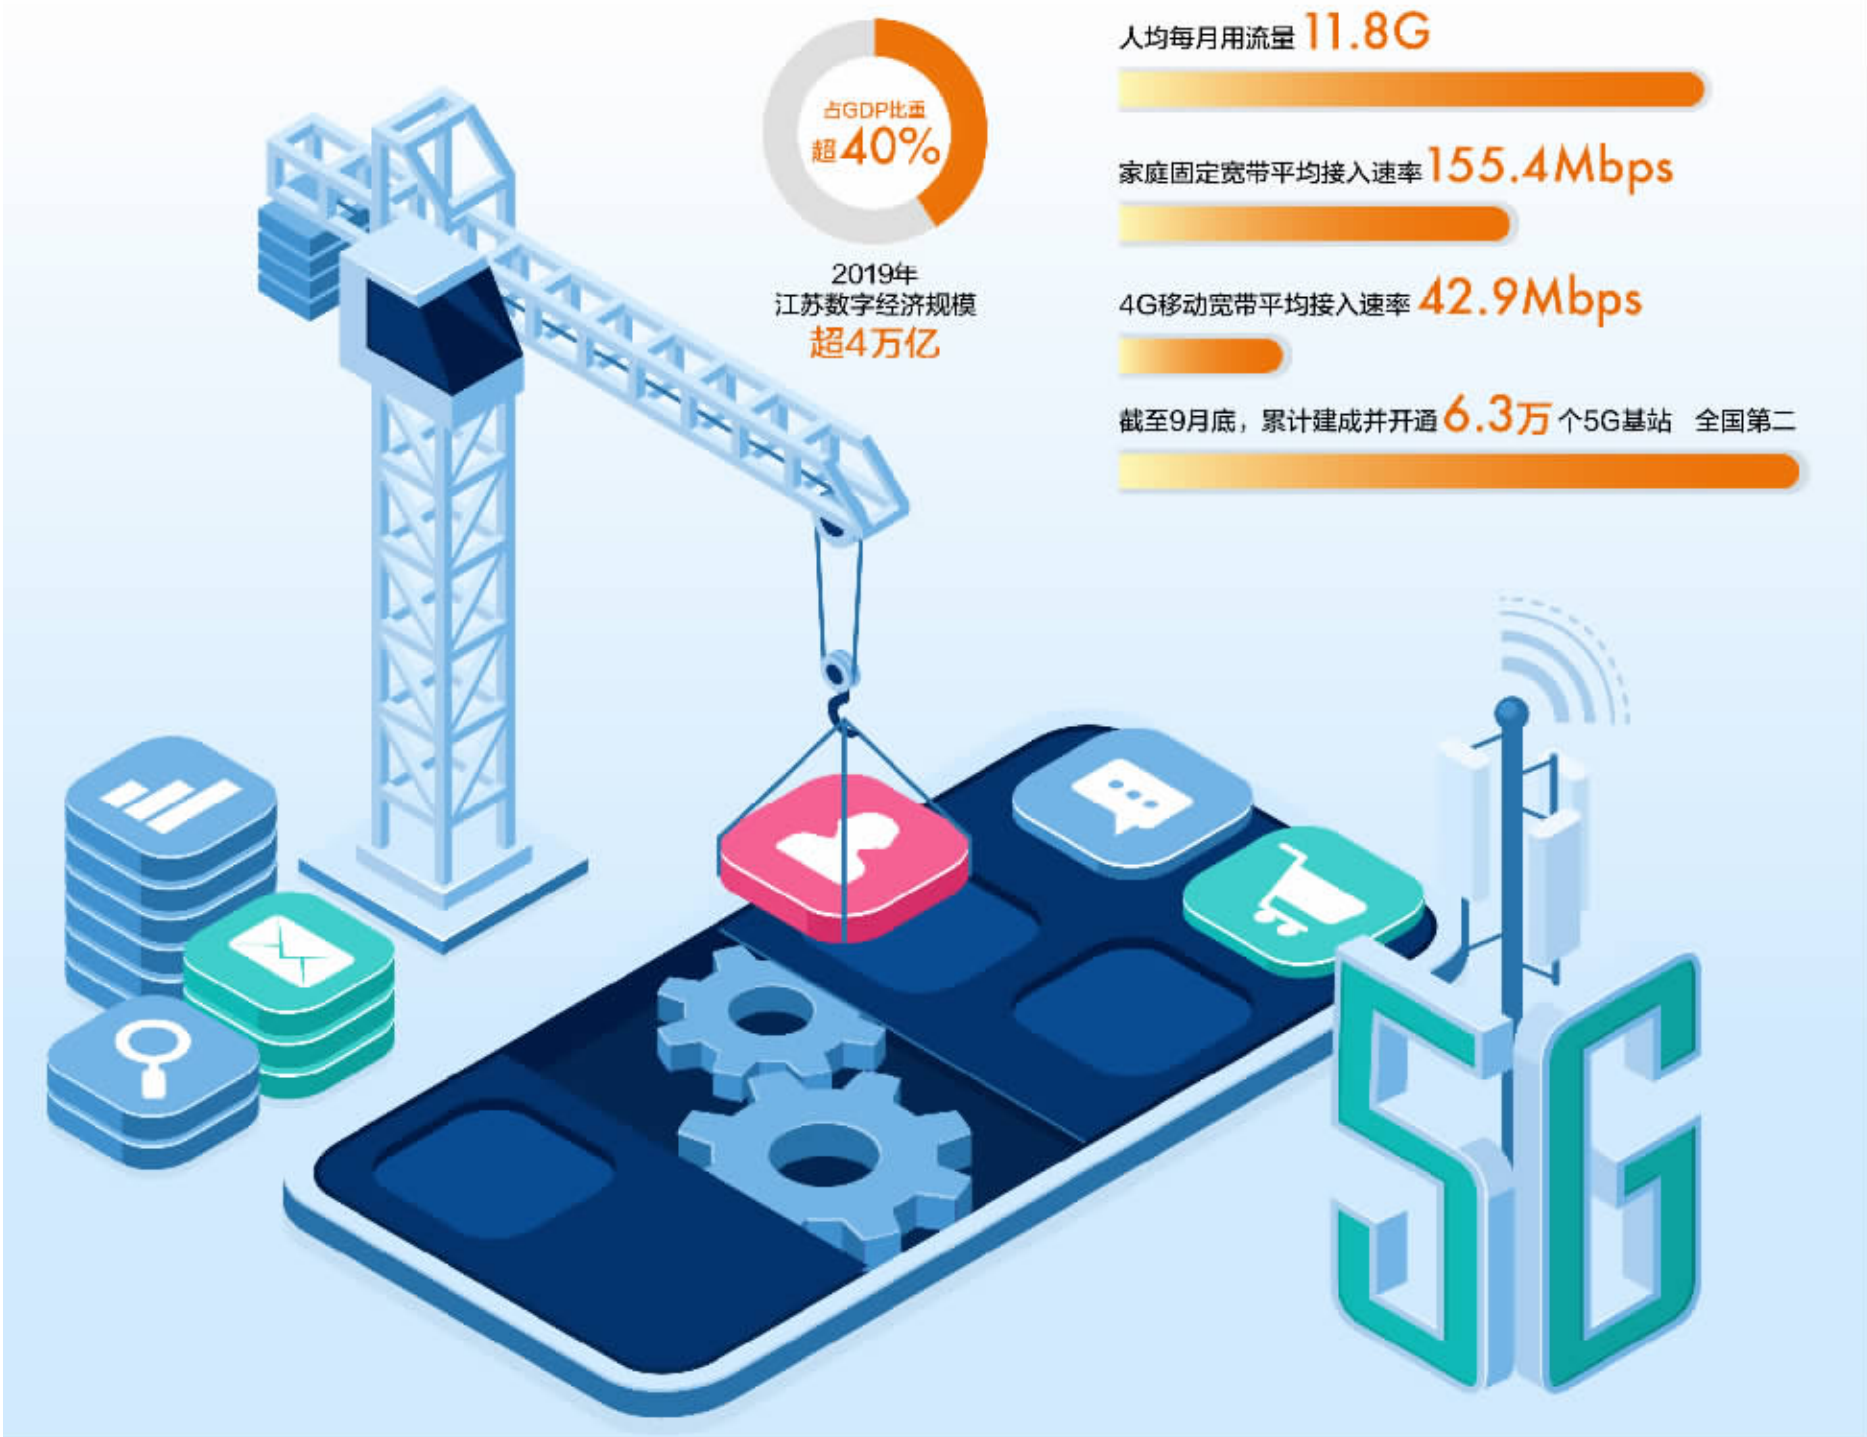 占GDP比重
超40%
2019年
江苏数字经济规模
超4万亿
人均每月用流量 11.8G
家庭固定宽带平均接入速率 155.4Mbps
4G移动宽带平均接入速率 42.9Mbps
截至9月底，累计建成并开通 6.3万 个5G基站 全国第二
5G